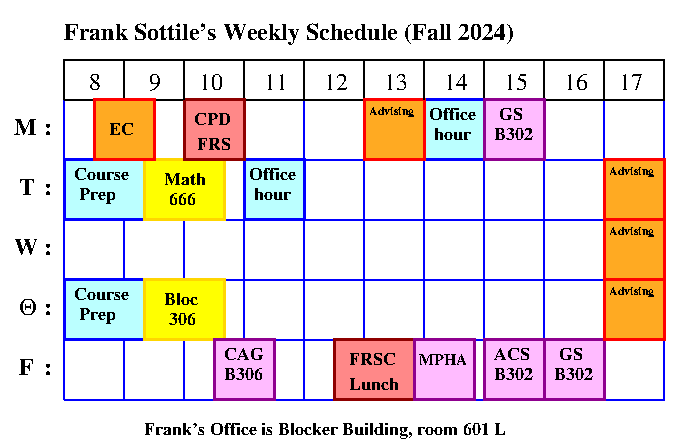 Frank Sottile's Weekly Schedule (Fall 2024)
8 9 10 11 12 13 14 15 16 17
M : EC CPD FRS Advising Office hour GS B302
T : Course Prep Math 666 Office hour Advising
W : Advising
Θ : Course Prep Bloc 306 Advising
F : CAG B306 FRSC Lunch MPHA ACS B302 GS B302
Frank's Office is Blocker Building, room 601 L